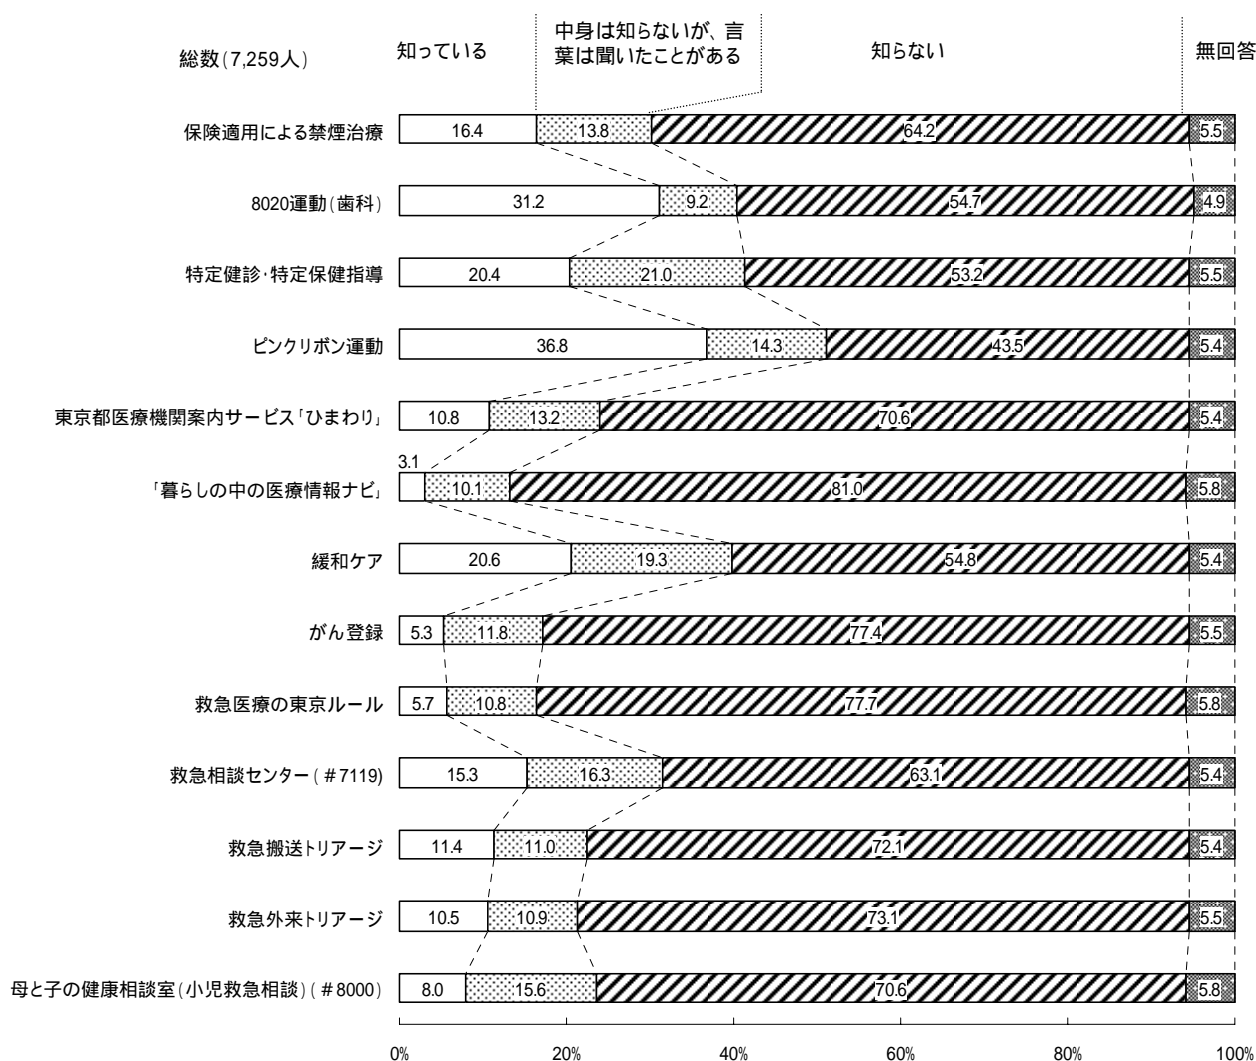 総数(7,259人)
知っている
中身は知らないが、言
葉は聞いたことがある
知らない
無回答
保険適用による禁煙治療
16.4 13.8 64.2 5.5
8020運動(歯科)
31.2 9.2 54.7 4.9
特定健診・特定保健指導
20.4 21.0 53.2 5.5
ピンクリボン運動
36.8 14.3 43.5 5.4
東京都医療機関案内サービス「ひまわり」
10.8 13.2 70.6 5.4
「暮らしの中の医療情報ナビ」
3.1 10.1 81.0 5.8
緩和ケア
20.6 19.3 54.8 5.4
がん登録
5.3 11.8 77.4 5.5
救急医療の東京ルール
5.7 10.8 77.7 5.8
救急相談センター(#7119)
15.3 16.3 63.1 5.4
救急搬送トリアージ
11.4 11.0 72.1 5.4
救急外来トリアージ
10.5 10.9 73.1 5.5
母と子の健康相談室(小児救急相談)(#8000)
8.0 15.6 70.6 5.8
0% 20% 40% 60% 80% 100%